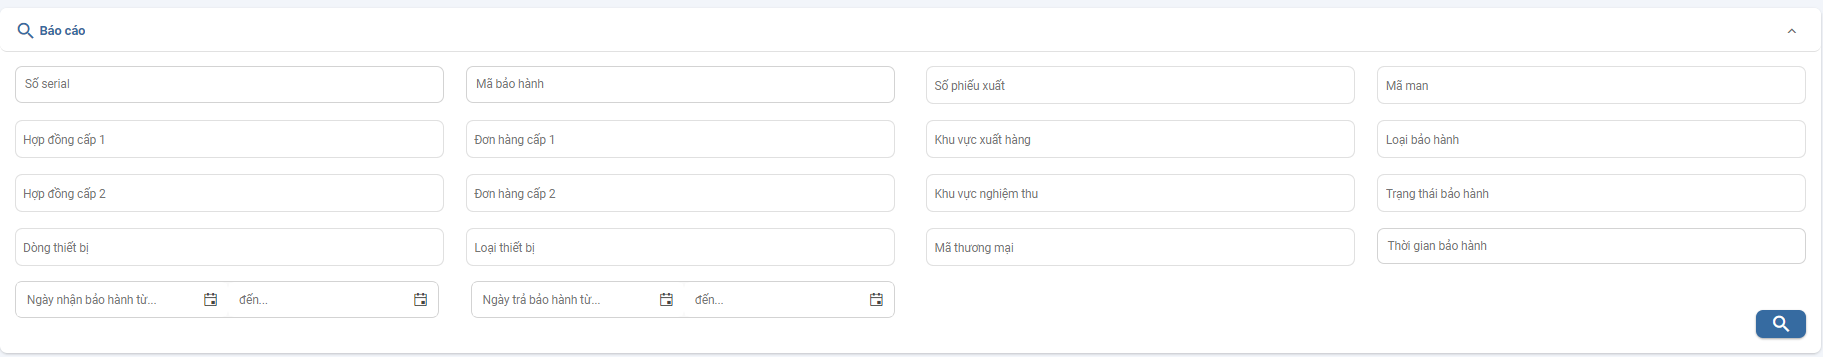 Báo cáo
Số serial
Mã bảo hành
Số phiếu xuất
Mã man
Hợp đồng cấp 1
Đơn hàng cấp 1
Khu vực xuất hàng
Loại bảo hành
Hợp đồng cấp 2
Đơn hàng cấp 2
Khu vực nghiệm thu
Trạng thái bảo hành
Dòng thiết bị
Loại thiết bị
Mã thương mại
Thời gian bảo hành
Ngày nhận bảo hành từ...
đến...
Ngày trả bảo hành từ...
đến...